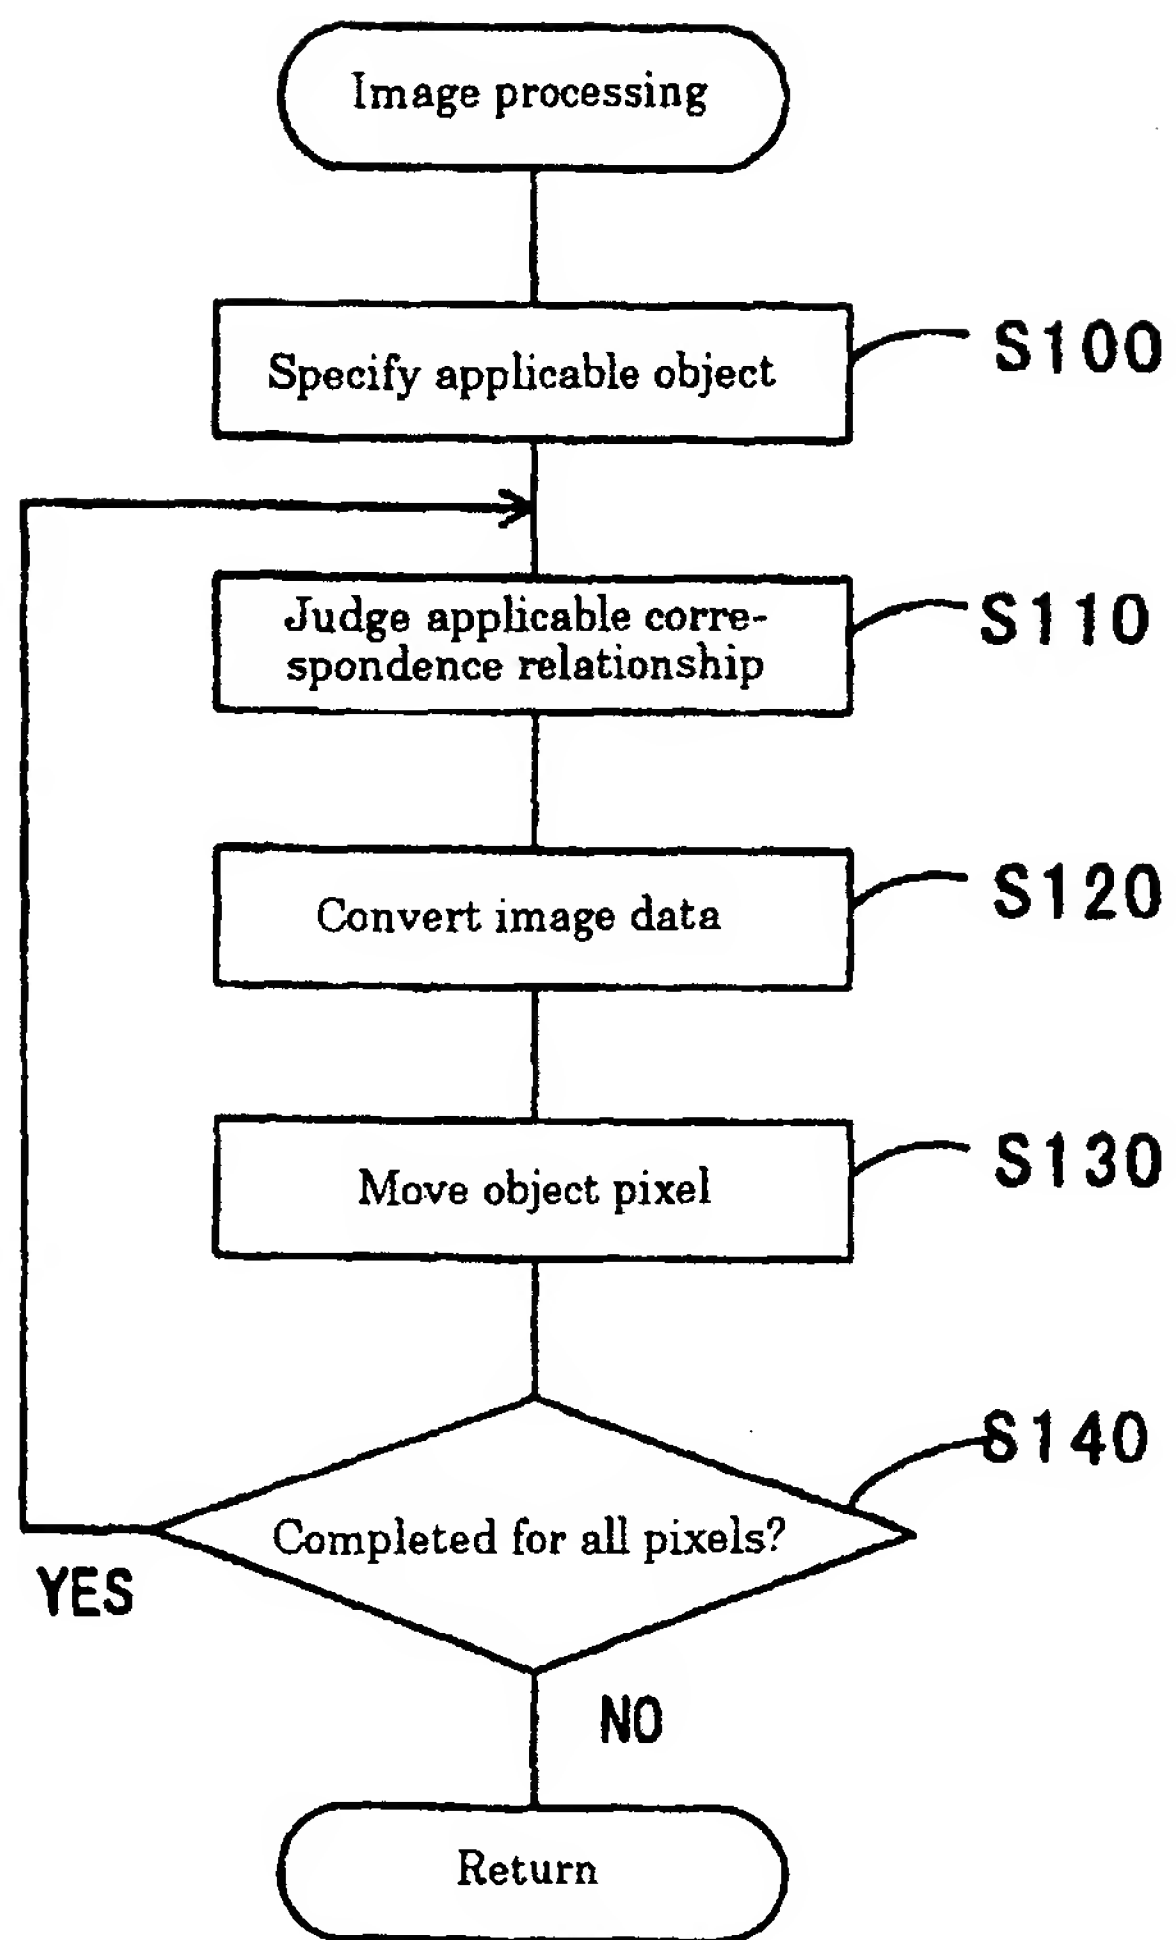 Image processing
Specify applicable object
S100
Judge applicable corre-
spondence relationship
S110
Convert image data
S120
Move object pixel
S130
Completed for all pixels?
S140
YES
NO
Return